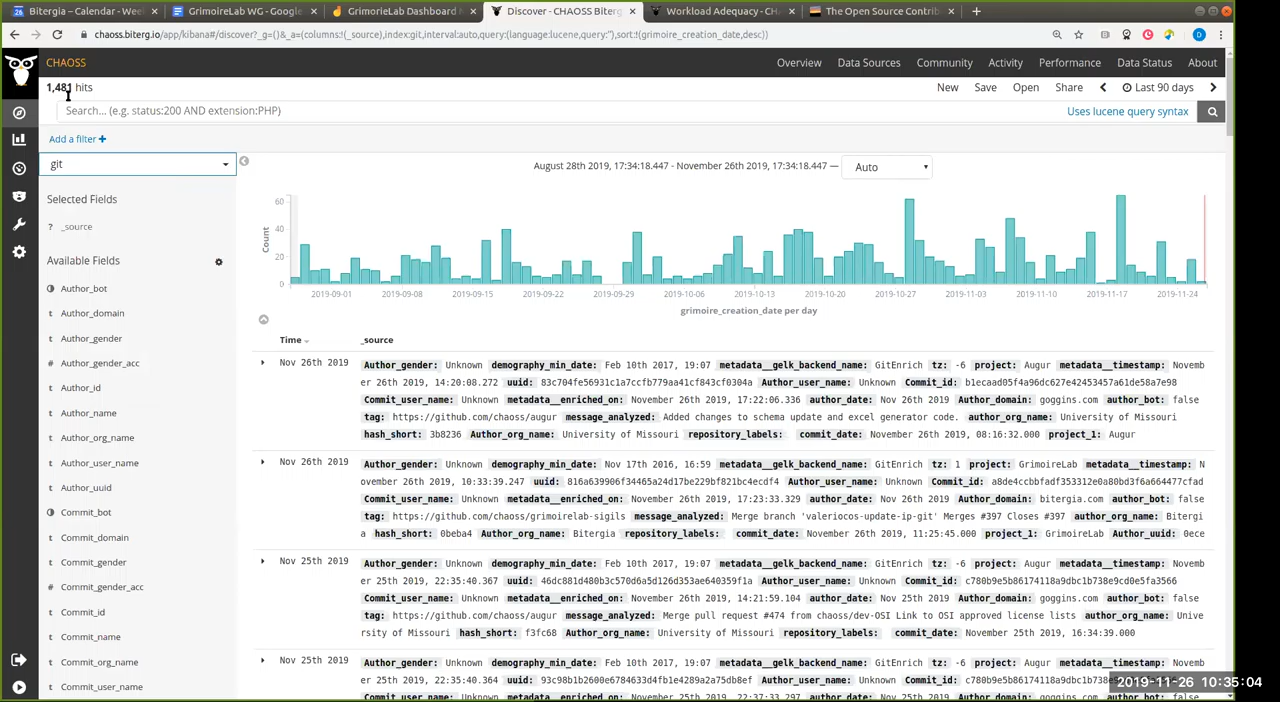 Bitergia – Calendar - Week
GrimoireLab WG - Google
GrimorieLab Dashboard
Discover - CHAOSS Biterg
Workload Adequacy - CH
The Open Source Contrib
chaoss.biterg.io/app/kibana#/discover?_g=()&_a=(columns:!(_source),index:git,interval:auto,query:(language:lucene,query:''),sort:!(grimoire_creation_date,desc))
CHAOSS
Overview Data Sources Community Activity Performance Data Status About
1,481 hits
New Save Open Share Last 90 days
Search... (e.g. status:200 AND extension:PHP)
Uses lucene query syntax
Add a filter +
git
August 28th 2019, 17:34:18.447 - November 26th 2019, 17:34:18.447 —
Auto
Selected Fields
? _source
Available Fields
Author_bot
t Author_domain
t Author_gender
# Author_gender_acc
t Author_id
t Author_name
t Author_org_name
t Author_user_name
t Author_uuid
Commit_bot
t Commit_domain
t Commit_gender
# Commit_gender_acc
t Commit_id
t Commit_name
t Commit_org_name
t Commit_user_name
Count
60
40
20
0
2019-09-01 2019-09-08 2019-09-15 2019-09-22 2019-09-29 2019-10-06 2019-10-13 2019-10-20 2019-10-27 2019-11-03 2019-11-10 2019-11-17 2019-11-24
grimoire_creation_date per day
Time _source
Nov 26th 2019
Author_gender: Unknown demography_min_date: Feb 10th 2017, 19:07 metadata__gelk_backend_name: GitEnrich tz: -6 project: Augur metadata__timestamp: Novemb
er 26th 2019, 14:20:08.272 uuid: 83c704fe56931c1a7ccfb779aa41cf843cf0304a Author_user_name: Unknown Commit_id: b1ecaad05f4a96dc627e42453457a61de58a7e98
Commit_user_name: Unknown metadata__enriched_on: November 26th 2019, 17:22:06.336 author_date: Nov 26th 2019 Author_domain: goggins.com author_bot: false
tag: https://github.com/chaoss/augur message_analyzed: Added changes to schema update and excel generator code. author_org_name: University of Missouri
hash_short: 3b8236 Author_org_name: University of Missouri repository_labels: commit_date: November 26th 2019, 08:16:32.000 project_1: Augur
Nov 26th 2019
Author_gender: Unknown demography_min_date: Nov 17th 2016, 16:59 metadata__gelk_backend_name: GitEnrich tz: 1 project: GrimoireLab metadata__timestamp: N
ovember 26th 2019, 10:33:39.247 uuid: 816a639906f34465a24d17be229bf821bf4ecdf4 Author_user_name: Unknown Commit_id: a8de4ccbbfadf353312e0a80bd3f6a664477cfad
Commit_user_name: Unknown metadata__enriched_on: November 26th 2019, 17:23:33.329 author_date: Nov 26th 2019 Author_domain: bitergia.com author_bot: false
tag: https://github.com/chaoss/grimoirelab-sigils message_analyzed: Merge branch 'valeriocos-update-ip-git' Merges #397 Closes #397 author_org_name: Bitergi
a hash_short: 0beba4 Author_org_name: Bitergia repository_labels: commit_date: November 26th 2019, 11:25:45.000 project_1: GrimoireLab Author_uuid: 0ece
Nov 25th 2019
Author_gender: Unknown demography_min_date: Feb 10th 2017, 19:07 metadata__gelk_backend_name: GitEnrich tz: -6 project: Augur metadata__timestamp: Novemb
er 25th 2019, 22:35:40.367 uuid: 46dc881d480b3c570d6a5d126d353ae640359f1a Author_user_name: Unknown Commit_id: c780b9e5b86174118a9dbc1b738e9cd0e5fa3566
Commit_user_name: Unknown metadata__enriched_on: November 25th 2019, 14:21:59.104 author_date: Nov 25th 2019 Author_domain: goggins.com author_bot: false
tag: https://github.com/chaoss/augur message_analyzed: Merge pull request #474 from chaoss/dev-OSI Link to OSI approved license lists author_org_name: Unive
rsity of Missouri hash_short: f3fc68 Author_org_name: University of Missouri repository_labels: commit_date: November 25th 2019, 16:34:39.000
Nov 25th 2019
Author_gender: Unknown demography_min_date: Feb 10th 2017, 19:07 metadata__gelk_backend_name: GitEnrich tz: -6 project: Augur metadata__timestamp: Novemb
er 25th 2019, 22:35:40.364 uuid: 93c98b1b2600e6784633d4fb1e4289a2a75db8ef Author_user_name: Unknown Commit_id: c780b9e5b86174118a9dbc1b738e
Commit_user_name: Unknown metadata__enriched_on: November 25th 2019, 22:37:33.297 author_date: Nov 25th 2019
2019-11-26 10:35:04